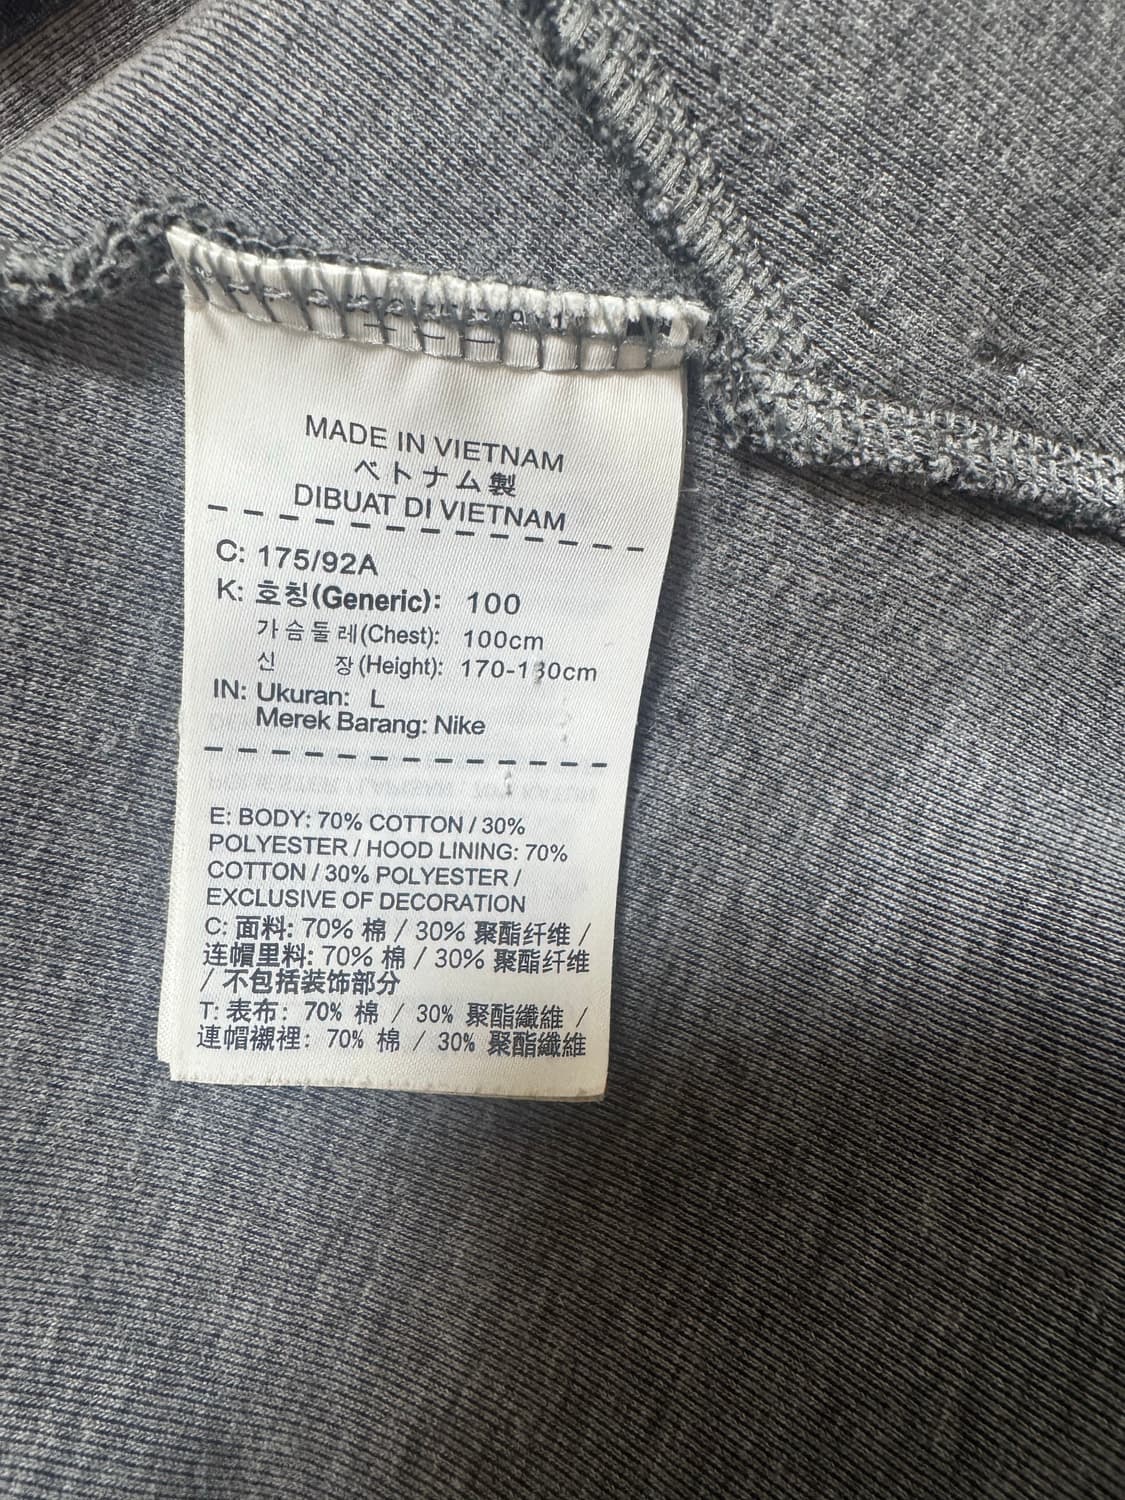 MADE IN VIETNAM
ベトナム製
DIBUAT DI VIETNAM
C: 175/92A
K: 호칭(Generic): 100
가슴둘레(Chest): 100cm
신 장(Height): 170-180cm
IN: Ukuran: L
Merek Barang: Nike
E: BODY: 70% COTTON / 30%
POLYESTER / HOOD LINING: 70%
COTTON / 30% POLYESTER /
EXCLUSIVE OF DECORATION
C: 面料: 70% 棉 / 30% 聚酯纤维 /
连帽里料: 70% 棉 / 30% 聚酯纤维
/ 不包括装饰部分
T: 表布: 70% 棉 / 30% 聚酯纖維 /
連帽襯裡: 70% 棉 / 30% 聚酯纖維